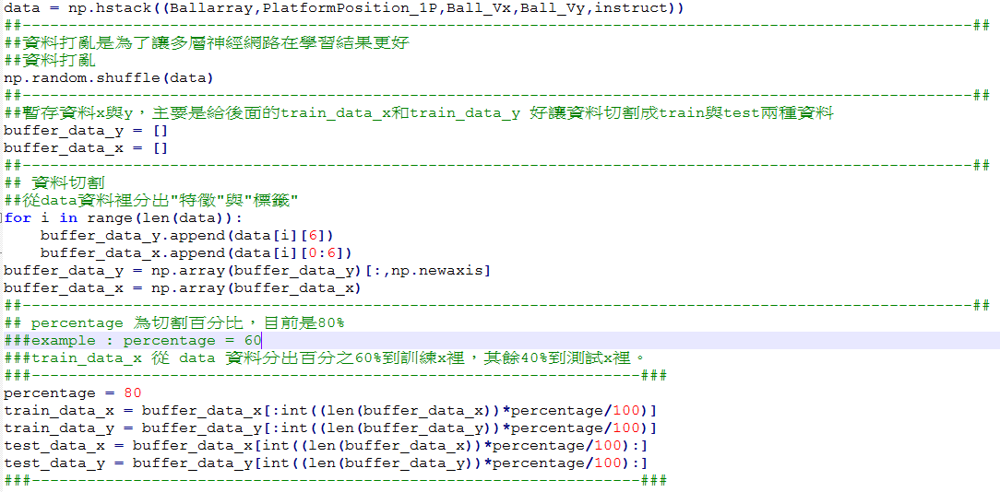 data = np.hstack((Ballarray,PlatformPosition_1P,Ball_Vx,Ball_Vy,instruct))
##-------------------------------------------------------------------------------------------------------##
##資料打亂是為了讓多層神經網路在學習結果更好
##資料打亂
np.random.shuffle(data)
##-------------------------------------------------------------------------------------------------------##
##暫存資料x與y，主要是給後面的train_data_x和train_data_y 好讓資料切割成train與test兩種資料
buffer_data_y = []
buffer_data_x = []
##-------------------------------------------------------------------------------------------------------##
## 資料切割
##從data資料裡分出"特徵"與"標籤"
for i in range(len(data)):
    buffer_data_y.append(data[i][6])
    buffer_data_x.append(data[i][0:6])
buffer_data_y = np.array(buffer_data_y)[:,np.newaxis]
buffer_data_x = np.array(buffer_data_x)
##-------------------------------------------------------------------------------------------------------##
## percentage 為切割百分比，目前是80%
###example : percentage = 60
###train_data_x 從 data 資料分出百分之60%到訓練x裡，其餘40%到測試x裡。
###------------------------------------------------------------------###
percentage = 80
train_data_x = buffer_data_x[:int((len(buffer_data_x))*percentage/100)]
train_data_y = buffer_data_y[:int((len(buffer_data_y))*percentage/100)]
test_data_x = buffer_data_x[int((len(buffer_data_x))*percentage/100):]
test_data_y = buffer_data_y[int((len(buffer_data_y))*percentage/100):]
###------------------------------------------------------------------###